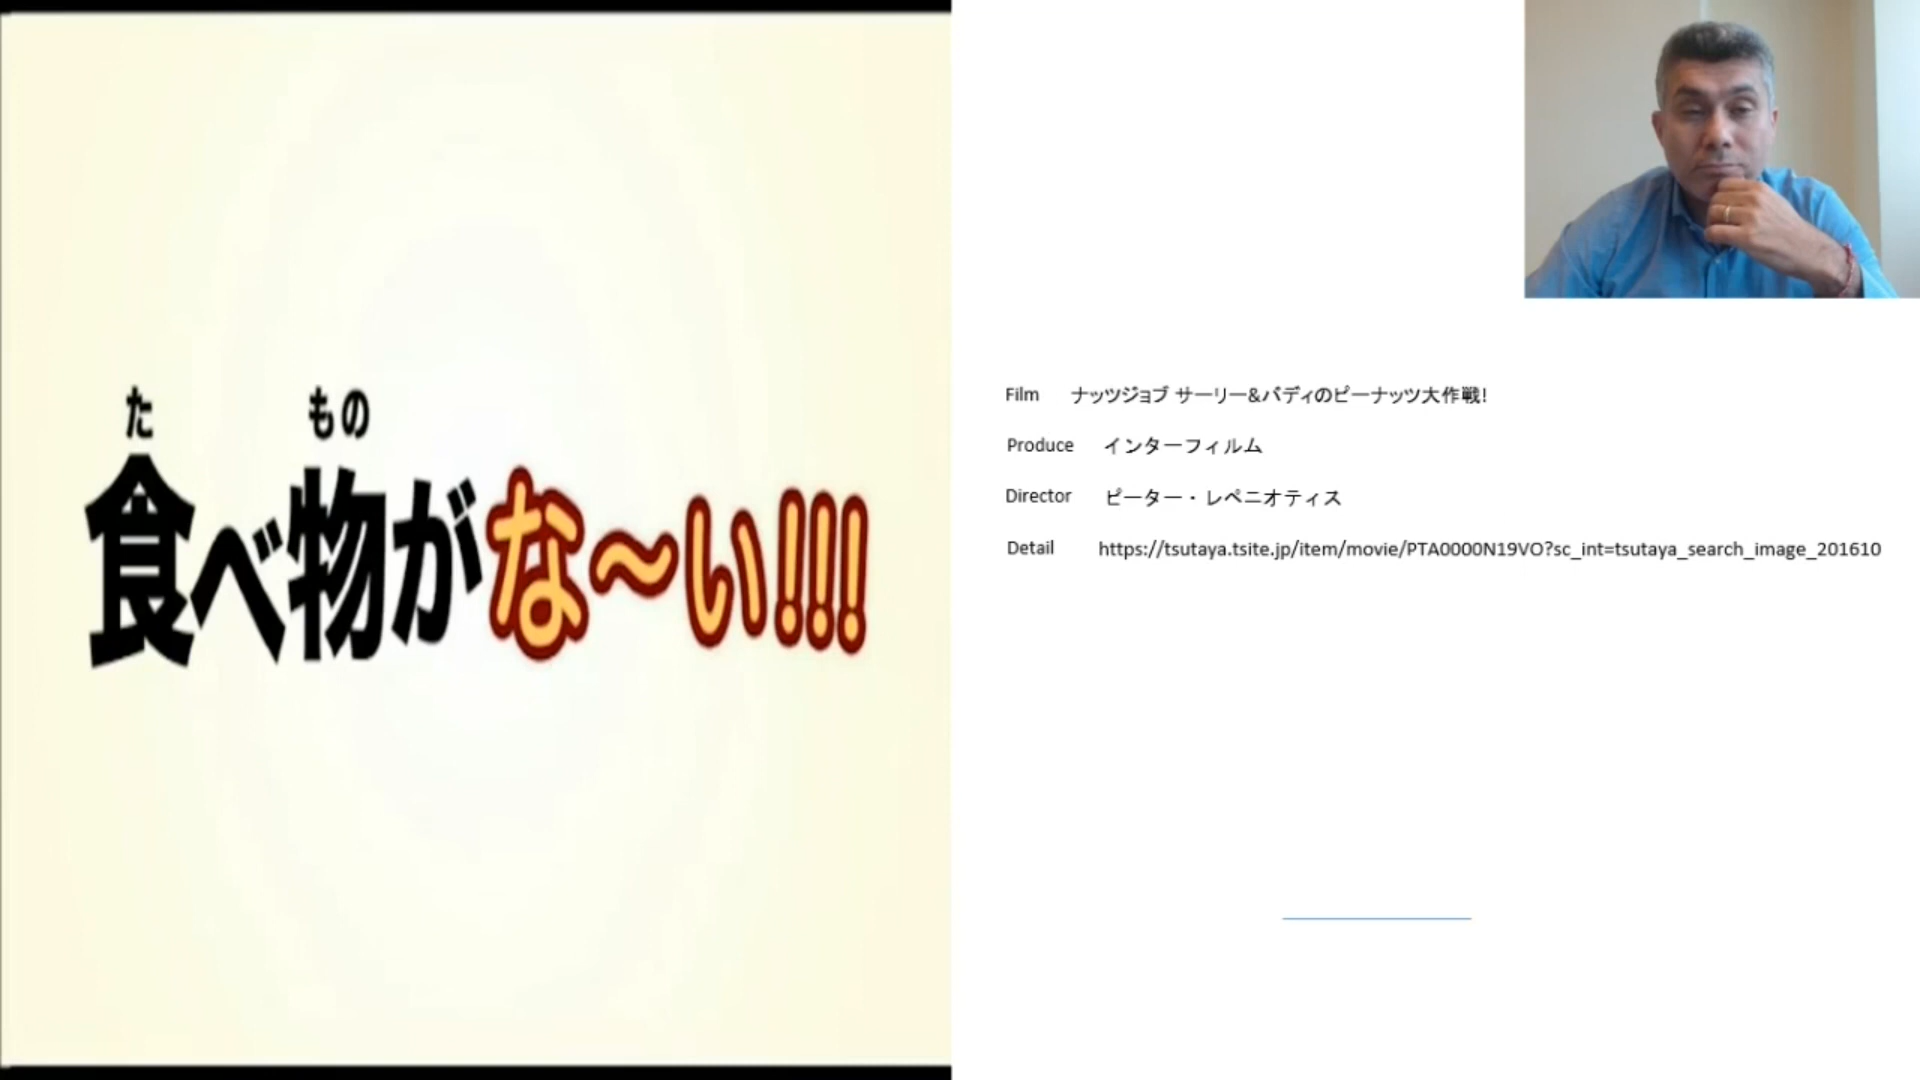 た もの
食べ物がな〜い!!!
Film ナッツジョブ サーリー&バディのピーナッツ大作戦!
Produce インターフィルム
Director ピーター・レペニオティス
Detail https://tsutaya.tsite.jp/item/movie/PTA0000N19VO?sc_int=tsutaya_search_image_201610